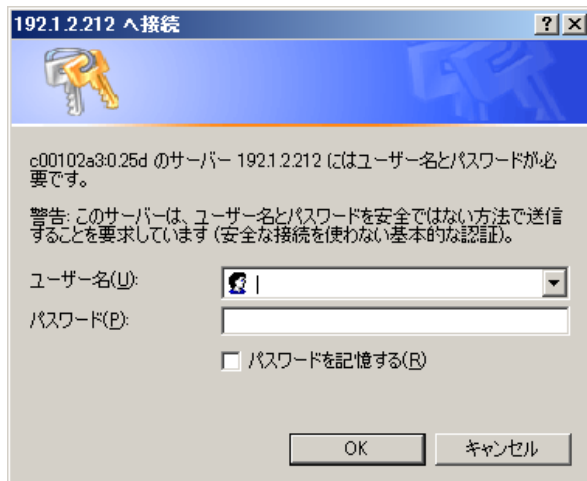 192.1.2.212 へ接続
c00102a3:0.25d のサーバー 192.1.2.212 にはユーザー名とパスワードが必
要です。
警告: このサーバーは、ユーザー名とパスワードを安全ではない方法で送信
することを要求しています (安全な接続を使わない基本的な認証)。
ユーザー名(U):
パスワード(P):
パスワードを記憶する(R)
OK キャンセル